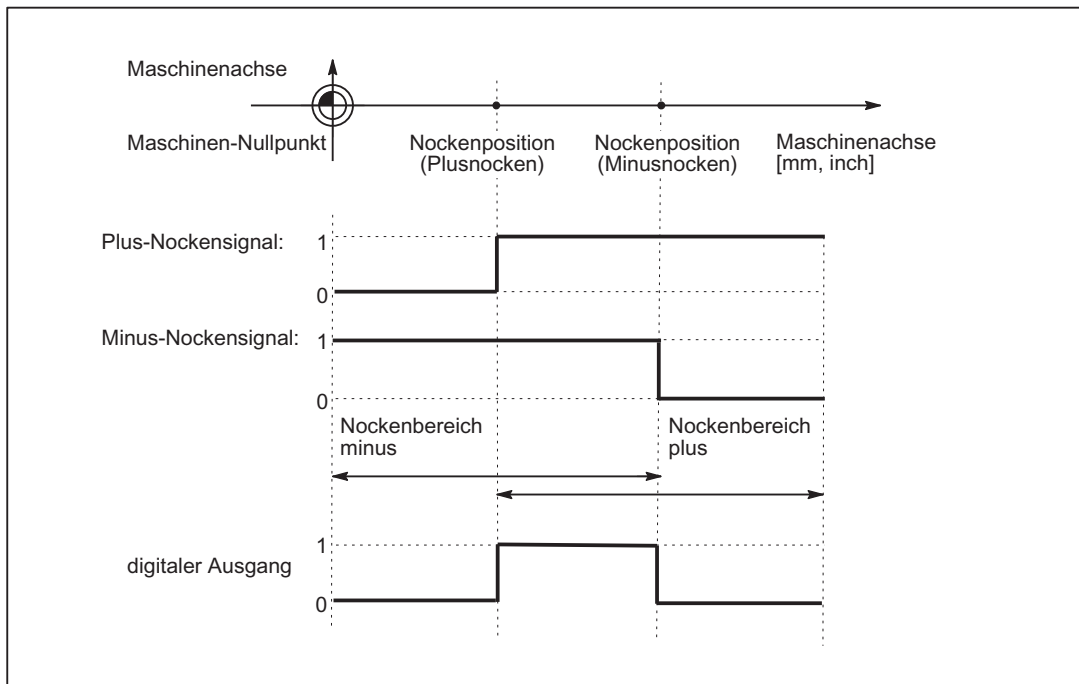 Maschinenachse
Maschinen-Nullpunkt
Nockenposition
(Plusnocken)
Nockenposition
(Minusnocken)
Maschinenachse
[mm, inch]
Plus-Nockensignal:
1
0
Minus-Nockensignal:
1
0
Nockenbereich
minus
Nockenbereich
plus
digitaler Ausgang
1
0